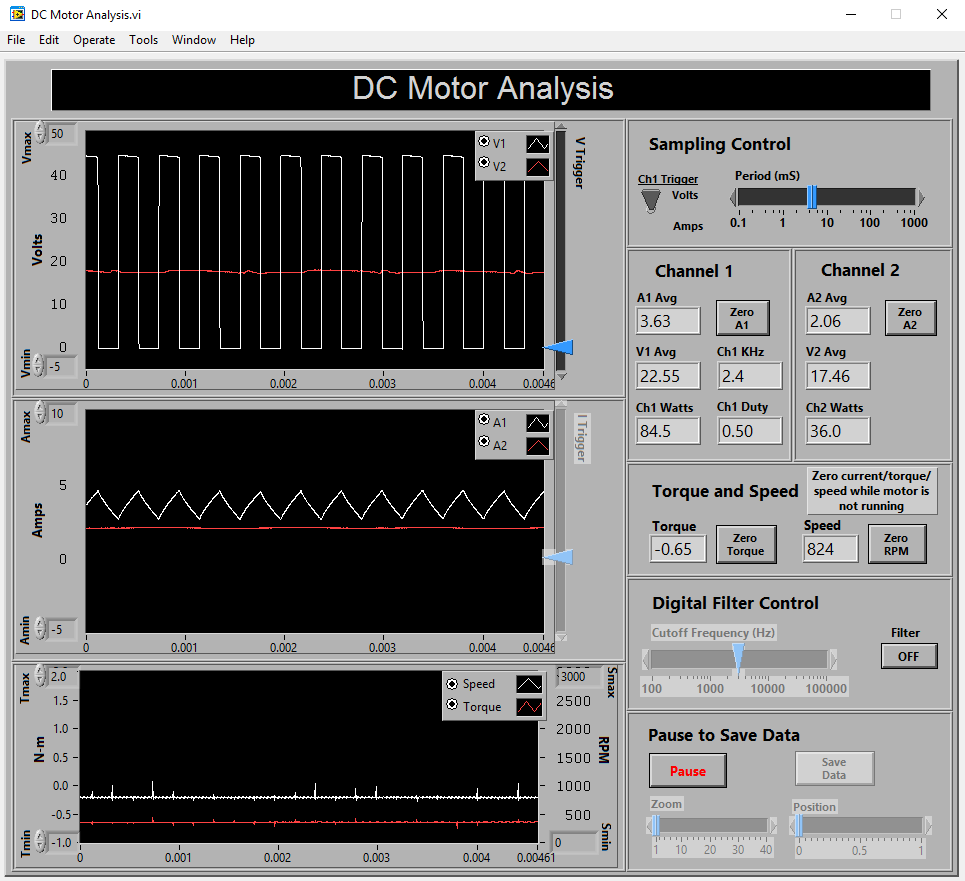 DC Motor Analysis.vi
File Edit Operate Tools Window Help
DC Motor Analysis
Vmax
50
40
30
20
10
0
Volts
Vmin
-5
0 0.001 0.002 0.003 0.004 0.0046
V1
V2
V Trigger
Amax
10
5
0
Amps
Amin
-5
0 0.001 0.002 0.003 0.004 0.0046
A1
A2
I Trigger
Tmax
2.0
1.5
1.0
0.5
0.0
-0.5
-1.0
N-m
Tmin
0 0.001 0.002 0.003 0.004 0.00461
Speed
Torque
3000
2500
2000
1500
1000
500
0
Smax
RPM
Smin
Sampling Control
Ch1 Trigger
Volts
Amps
Period (mS)
0.1 1 10 100 1000
Channel 1
A1 Avg
3.63
Zero
A1
V1 Avg
22.55
Ch1 KHz
2.4
Ch1 Watts
84.5
Ch1 Duty
0.50
Channel 2
A2 Avg
2.06
Zero
A2
V2 Avg
17.46
Ch2 Watts
36.0
Torque and Speed
Zero current/torque/
speed while motor is
not running
Torque
-0.65
Zero
Torque
Speed
824
Zero
RPM
Digital Filter Control
Cutoff Frequency (Hz)
100 1000 10000 100000
Filter
OFF
Pause to Save Data
Pause
Save
Data
Zoom
1 10 20 30 40
Position
0 0.5 1